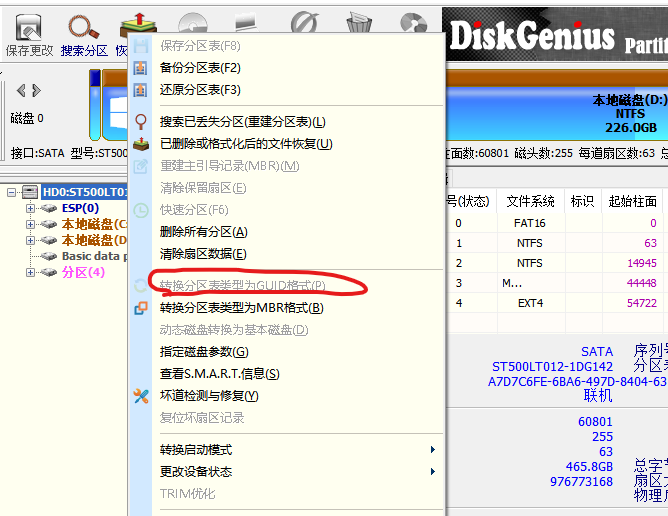 保存更改 搜索分区
DiskGenius
保存分区表(F8)
备份分区表(F2)
还原分区表(F3)
搜索已丢失分区(重建分区表)(L)
已删除或格式化后的文件恢复(U)
重建主引导记录(MBR)(M)
清除保留扇区(E)
快速分区(F6)
删除所有分区(A)
清除扇区数据(E)
转换分区表类型为GUID格式(P)
转换分区表类型为MBR格式(B)
动态磁盘转换为基本磁盘(D)
指定磁盘参数(G)
查看S.M.A.R.T.信息(S)
坏道检测与修复(Y)
复位坏扇区记录
转换启动模式
更改设备状态
TRIM优化
磁盘 0
接口:SATA 型号:ST500
HD0:ST500LT01
ESP(0)
本地磁盘(C:
本地磁盘(D
Basic data p
分区(4)
本地磁盘(D:)
NTFS
226.0GB
柱面数:60801 磁头数:255 每道扇区数:63
号(状态) 文件系统 标识 起始柱面
0 FAT16 0
1 NTFS 63
2 NTFS 14945
3 M... 44448
4 EXT4 54722
SATA 序列号
ST500LT012-1DG142 分区表
A7D7C6FE-6BA6-497D-8404-63
联机
60801
255
63
465.8GB 总字节
976773168 扇区大